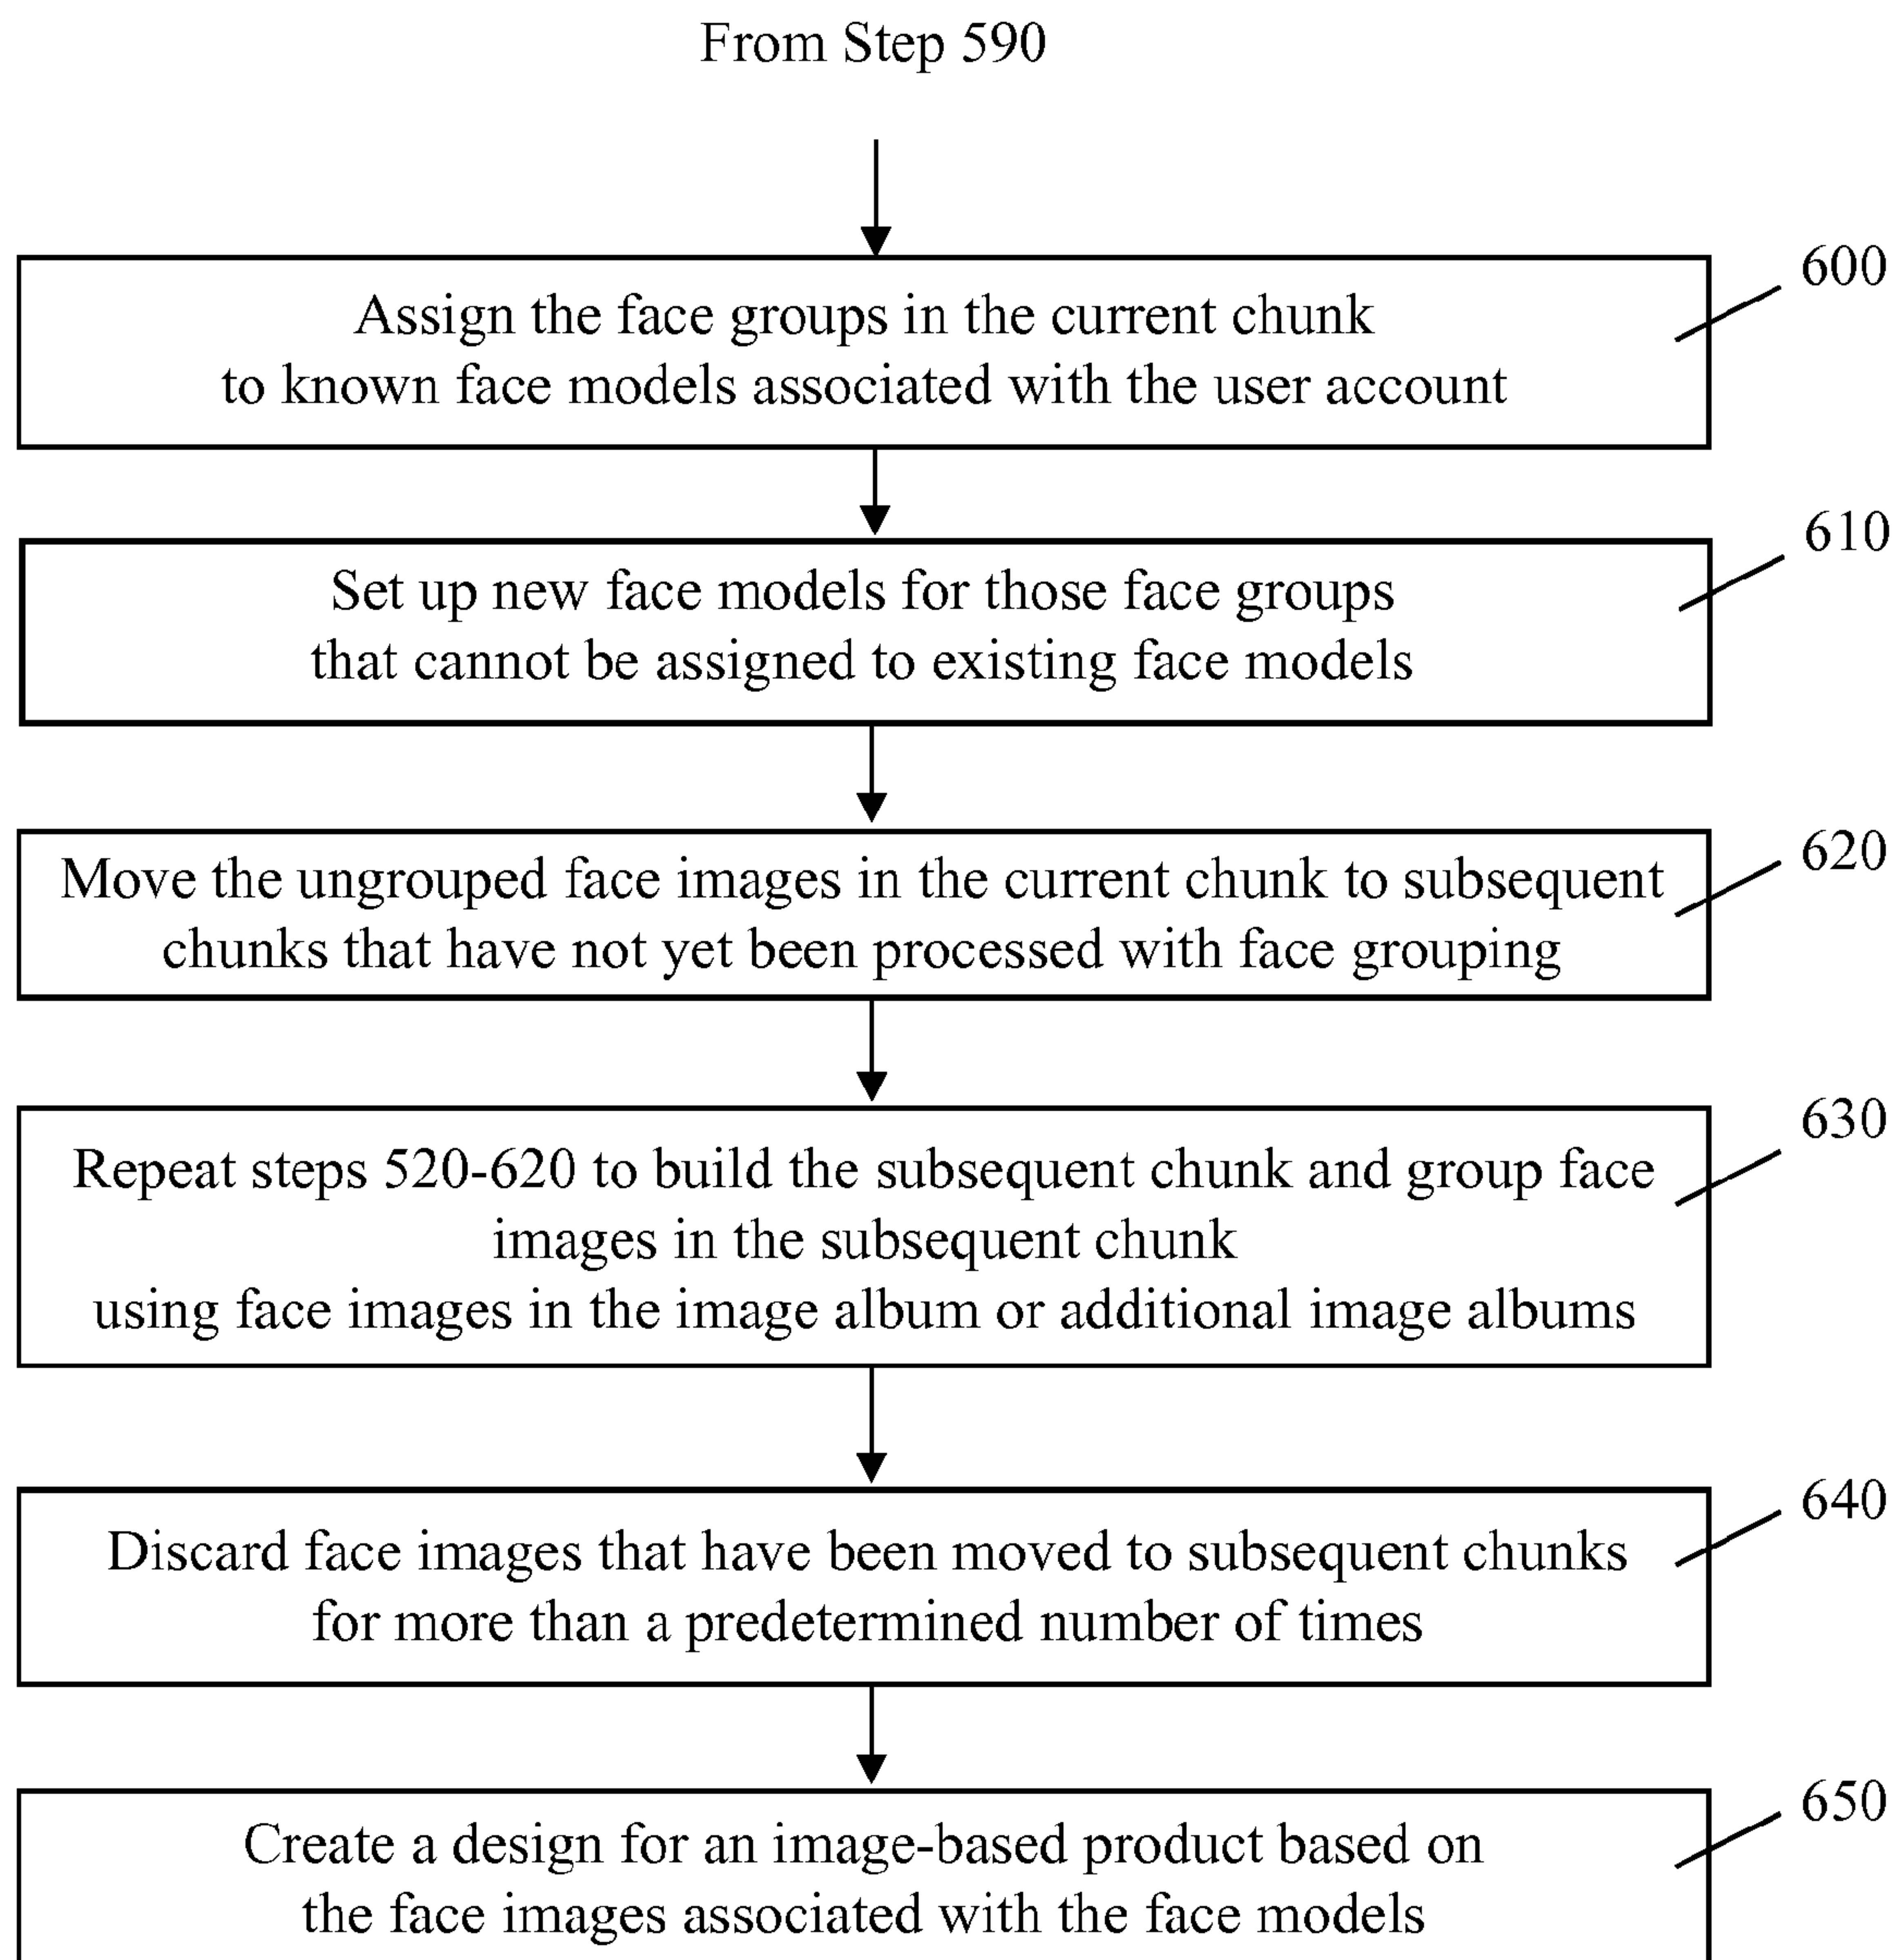 From Step 590
600
Assign the face groups in the current chunk
to known face models associated with the user account
610
Set up new face models for those face groups
that cannot be assigned to existing face models
620
Move the ungrouped face images in the current chunk to subsequent
chunks that have not yet been processed with face grouping
630
Repeat steps 520-620 to build the subsequent chunk and group face
images in the subsequent chunk
using face images in the image album or additional image albums
640
Discard face images that have been moved to subsequent chunks
for more than a predetermined number of times
650
Create a design for an image-based product based on
the face images associated with the face models